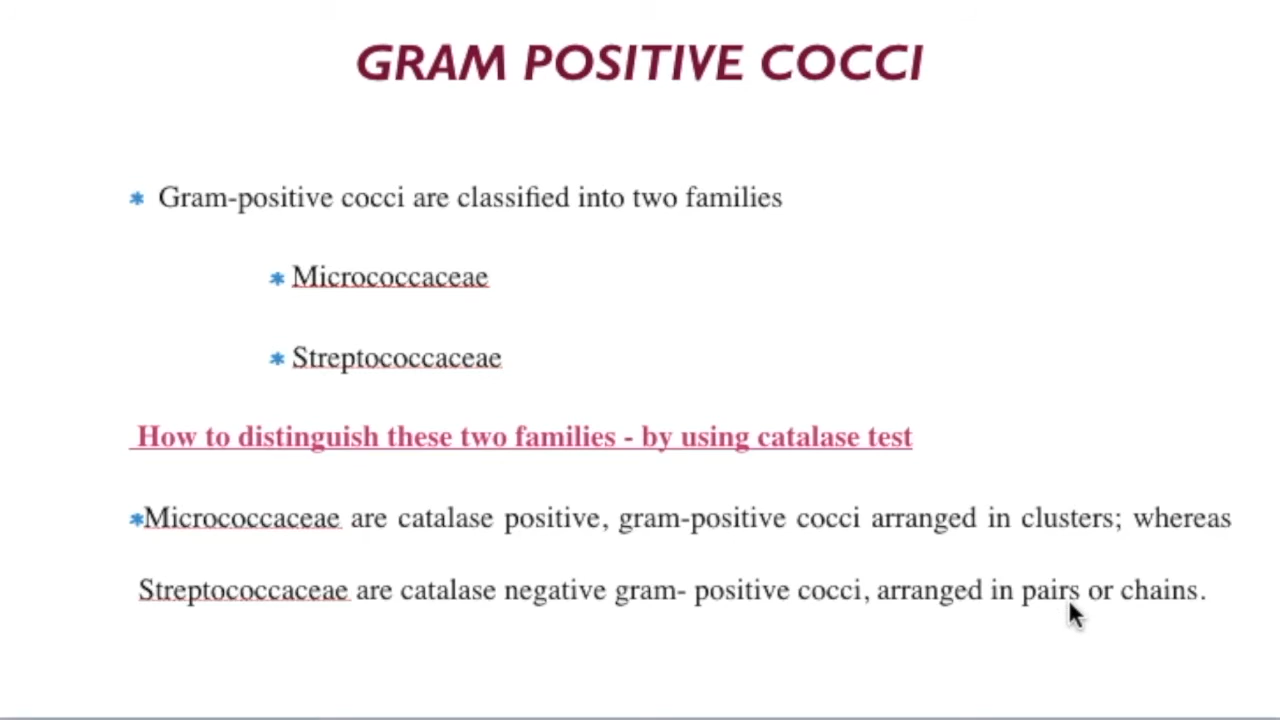 GRAM POSITIVE COCCI
Gram-positive cocci are classified into two families
Micrococcaceae
Streptococcaceae
How to distinguish these two families - by using catalase test
Micrococcaceae are catalase positive, gram-positive cocci arranged in clusters; whereas
Streptococcaceae are catalase negative gram- positive cocci, arranged in pairs or chains.